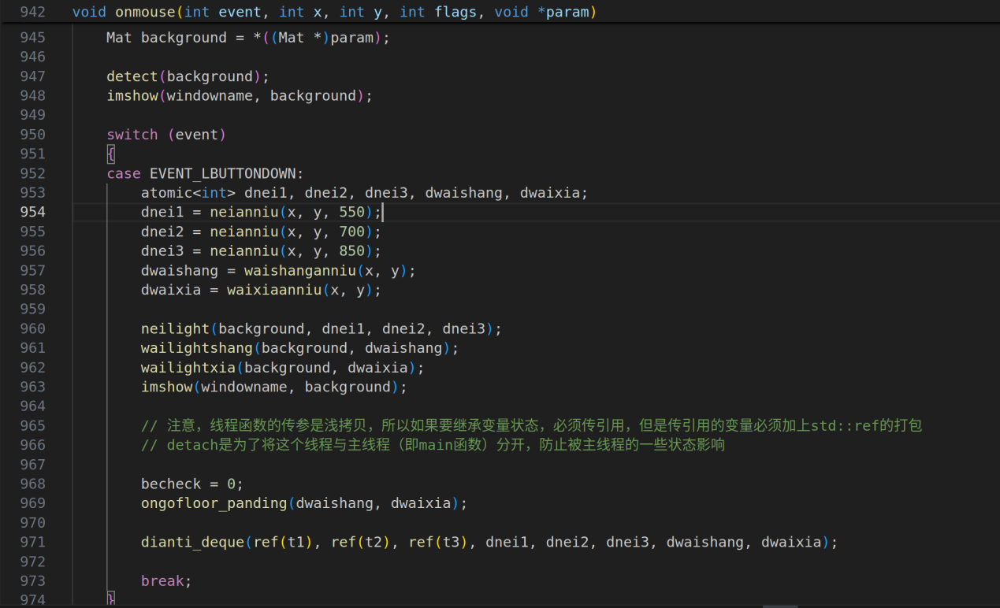 942 void onmouse(int event, int x, int y, int flags, void *param)
945 Mat background = *((Mat *)param);
946
947 detect(background);
948 imshow(windowname, background);
949
950 switch (event)
951 {
952 case EVENT_LBUTTONDOWN:
953 atomic<int> dnei1, dnei2, dnei3, dwaishang, dwaixia;
954 dnei1 = neianniu(x, y, 550);
955 dnei2 = neianniu(x, y, 700);
956 dnei3 = neianniu(x, y, 850);
957 dwaishang = waishanganniu(x, y);
958 dwaixia = waixiaanniu(x, y);
959
960 neilight(background, dnei1, dnei2, dnei3);
961 wailightshang(background, dwaishang);
962 wailightxia(background, dwaixia);
963 imshow(windowname, background);
964
965 // 注意，线程函数的传参是浅拷贝，所以如果要继承变量状态，必须传引用，但是传引用的变量必须加上std::ref的打包
966 // detach是为了将这个线程与主线程（即main函数）分开，防止被主线程的一些状态影响
967
968 becheck = 0;
969 ongofloor_panding(dwaishang, dwaixia);
970
971 dianti_deque(ref(t1), ref(t2), ref(t3), dnei1, dnei2, dnei3, dwaishang, dwaixia);
972
973 break;
974 }